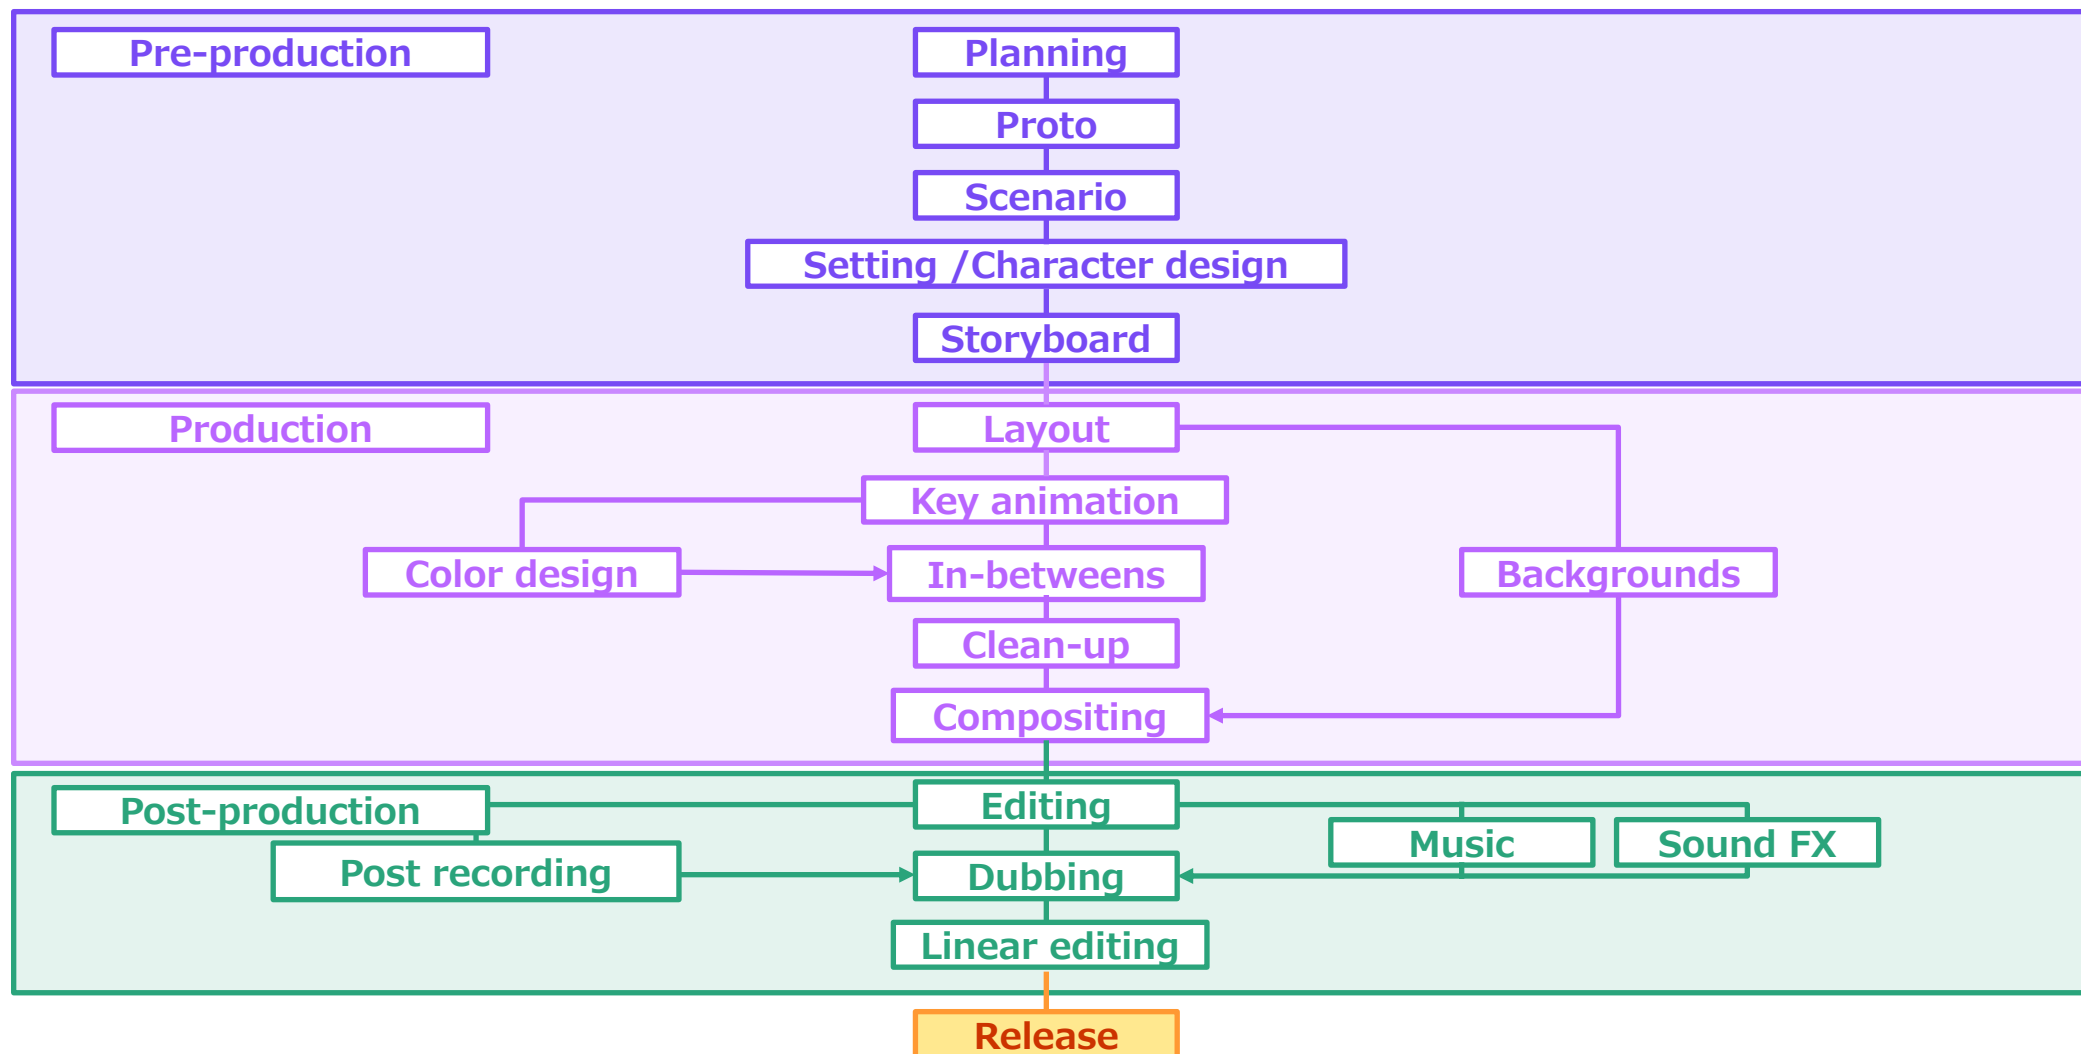 Pre-production
Planning
Proto
Scenario
Setting /Character design
Storyboard
Production
Layout
Key animation
Color design
In-betweens
Backgrounds
Clean-up
Compositing
Post-production
Editing
Music
Sound FX
Post recording
Dubbing
Linear editing
Release